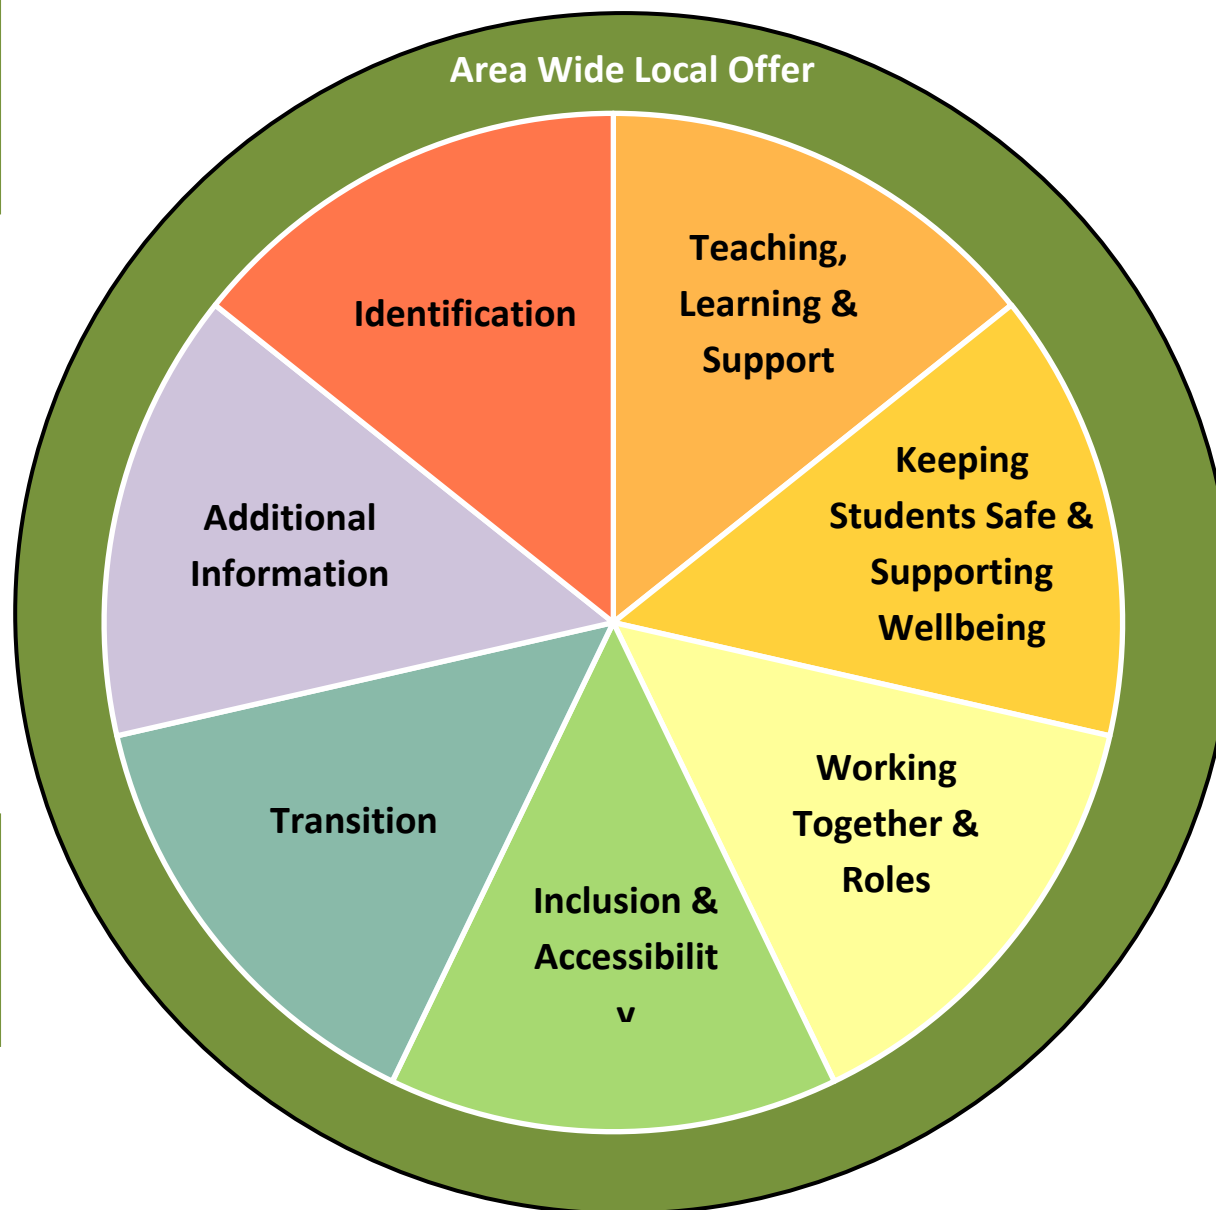 Area Wide Local Offer
Identification
Teaching,
Learning &
Support
Keeping
Students Safe &
Supporting
Wellbeing
Working
Together &
Roles
Inclusion &
Accessibilit
y
Transition
Additional
Information